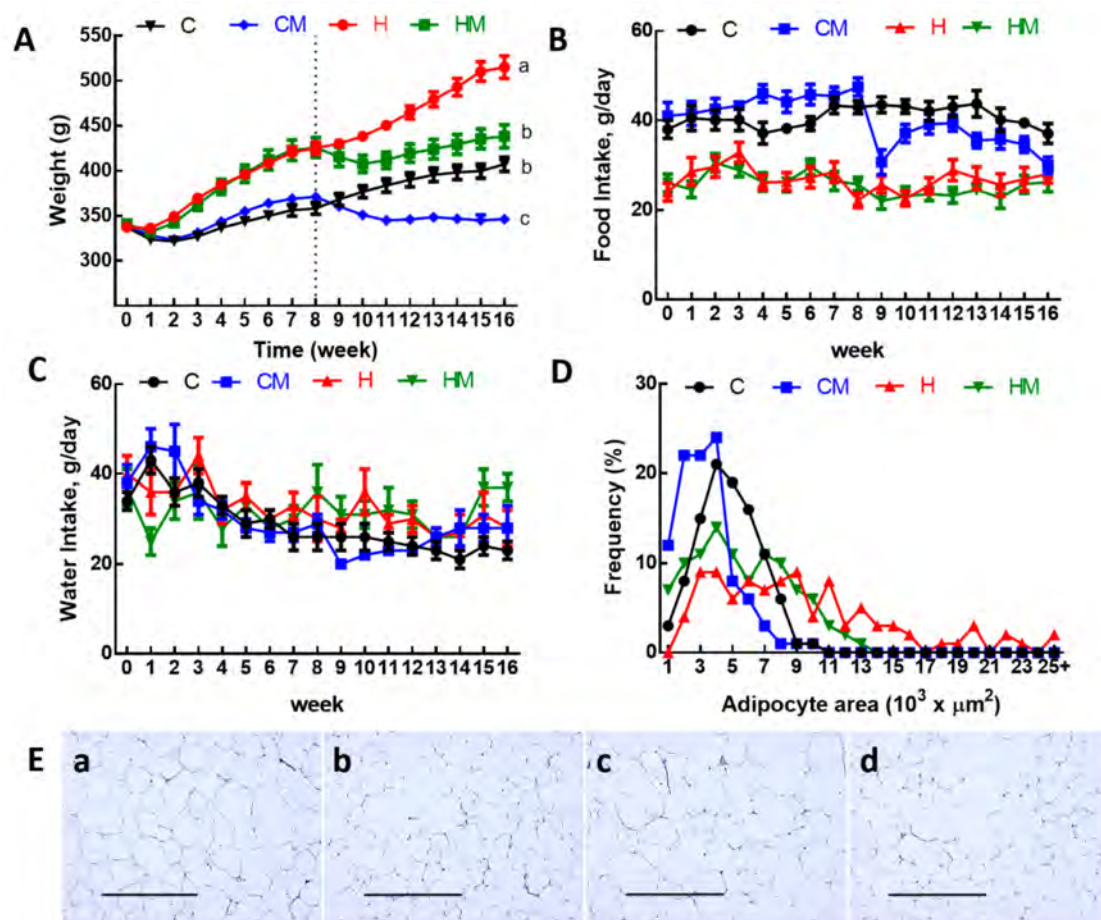 A
C CM H HM
Weight (g)
550
500
450
400
350
300
a
b
b
c
0 1 2 3 4 5 6 7 8 9 10 11 12 13 14 15 16
Time (week)
B
C CM H HM
Food Intake, g/day
60
40
20
0
0 1 2 3 4 5 6 7 8 9 10 11 12 13 14 15 16
week
C
C CM H HM
Water Intake, g/day
60
40
20
0
0 1 2 3 4 5 6 7 8 9 10 11 12 13 14 15 16
week
D
C CM H HM
Frequency (%)
30
20
10
0
1 3 5 7 9 11 13 15 17 19 21 23 25+
Adipocyte area (10³ x µm²)
E a b c d